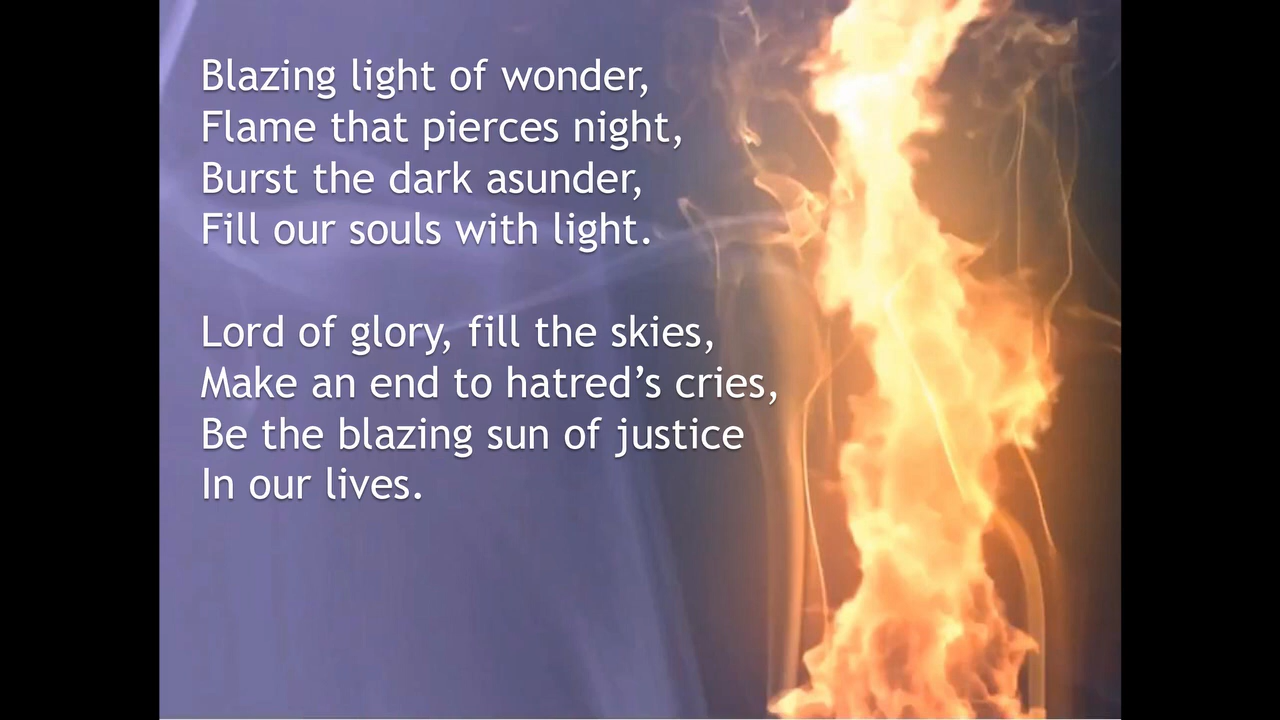 Blazing light of wonder,
Flame that pierces night,
Burst the dark asunder,
Fill our souls with light.
Lord of glory, fill the skies,
Make an end to hatred’s cries,
Be the blazing sun of justice
In our lives.